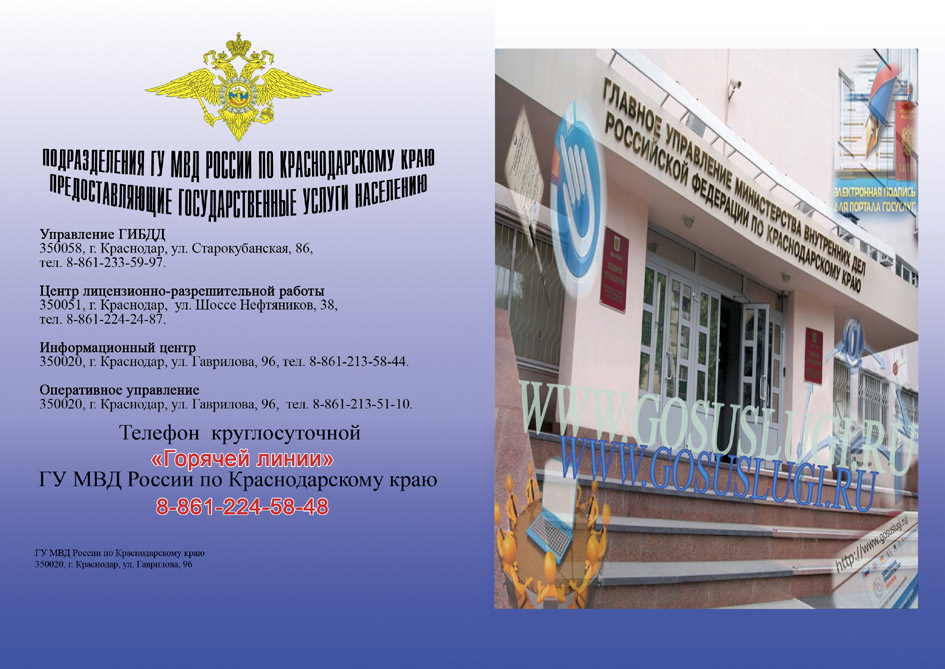 ПОДРАЗДЕЛЕНИЯ ГУ МВД РОССИИ ПО КРАСНОДАРСКОМУ КРАЮ
ПРЕДОСТАВЛЯЮЩИЕ ГОСУДАРСТВЕННЫЕ УСЛУГИ НАСЕЛЕНИЮ
Управление ГИБДД
350058, г. Краснодар, ул. Старокубанская, 86,
тел. 8-861-233-59-97.
Центр лицензионно-разрешительной работы
350051, г. Краснодар, ул. Шоссе Нефтяников, 38,
тел. 8-861-224-24-87.
Информационный центр
350020, г. Краснодар, ул. Гаврилова, 96, тел. 8-861-213-58-44.
Оперативное управление
350020, г. Краснодар, ул. Гаврилова, 96, тел. 8-861-213-51-10.
Телефон круглосуточной
«Горячей линии»
ГУ МВД России по Краснодарскому краю
8-861-224-58-48
ГУ МВД России по Краснодарскому краю
350020, г. Краснодар, ул. Гаврилова, 96
ГЛАВНОЕ УПРАВЛЕНИЕ МИНИСТЕРСТВА ВНУТРЕННИХ ДЕЛ
РОССИЙСКОЙ ФЕДЕРАЦИИ ПО КРАСНОДАРСКОМУ КРАЮ
ЭЛЕКТРОННАЯ ПОДПИСЬ
ДЛЯ ПОРТАЛА ГОСУСЛУГ
WWW.GOSUSLUGI.RU
WWW.GOSUSLUGI.RU
http://www.gosuslugi.ru/